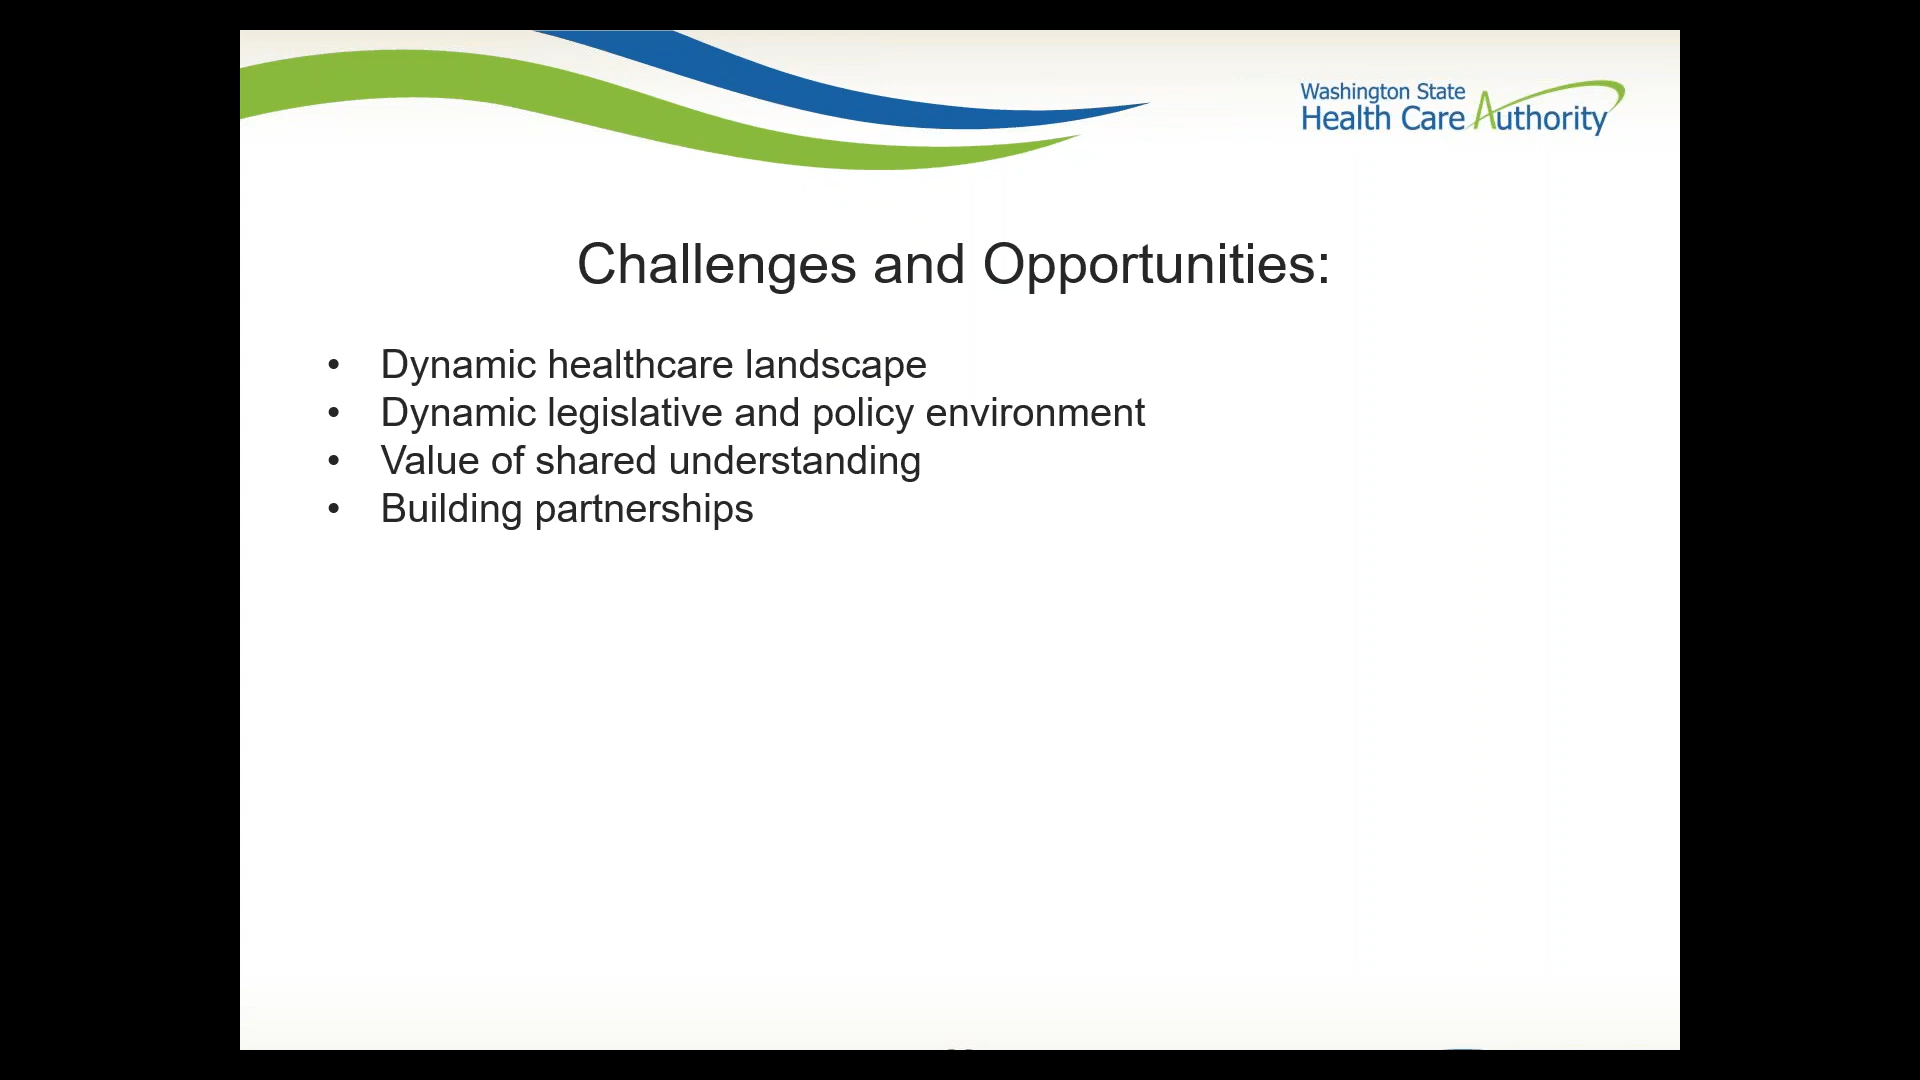 Washington State
Health Care Authority
Challenges and Opportunities:
• Dynamic healthcare landscape
• Dynamic legislative and policy environment
• Value of shared understanding
• Building partnerships